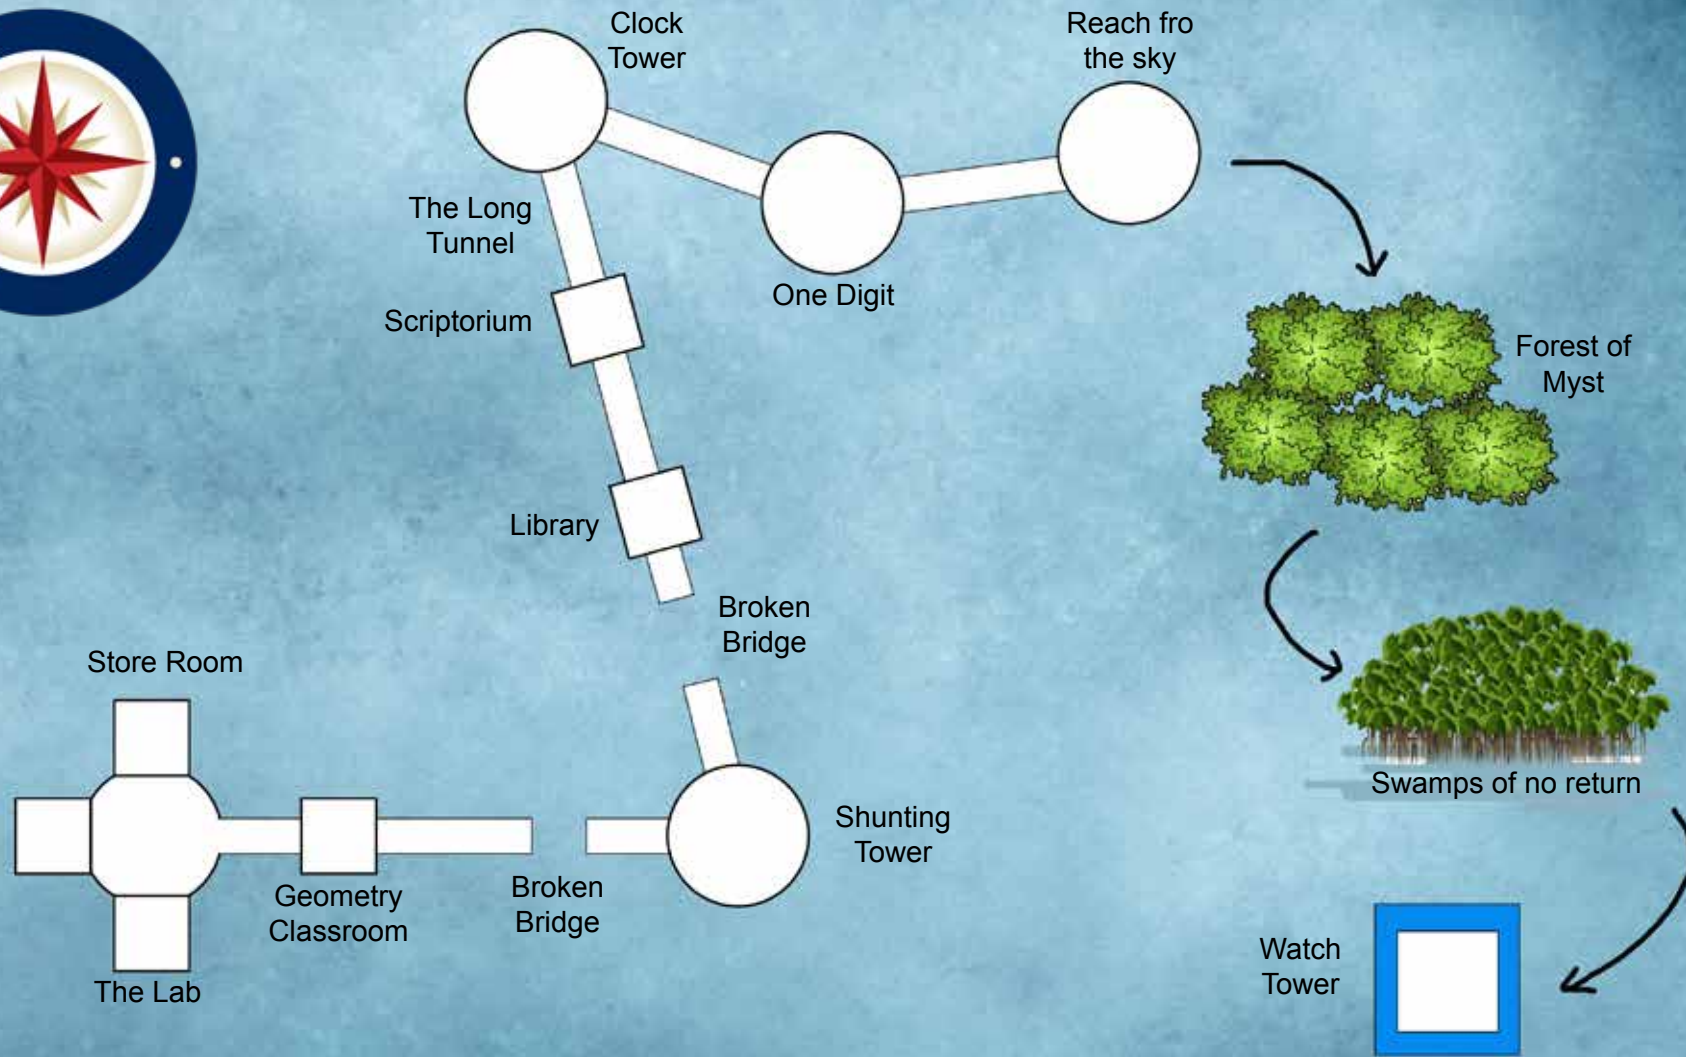 Clock
Tower
Reach fro
the sky
The Long
Tunnel
One Digit
Scriptorium
Forest of
Myst
Library
Broken
Bridge
Store Room
Swamps of no return
Shunting
Tower
Geometry
Classroom
Broken
Bridge
Watch
Tower
The Lab